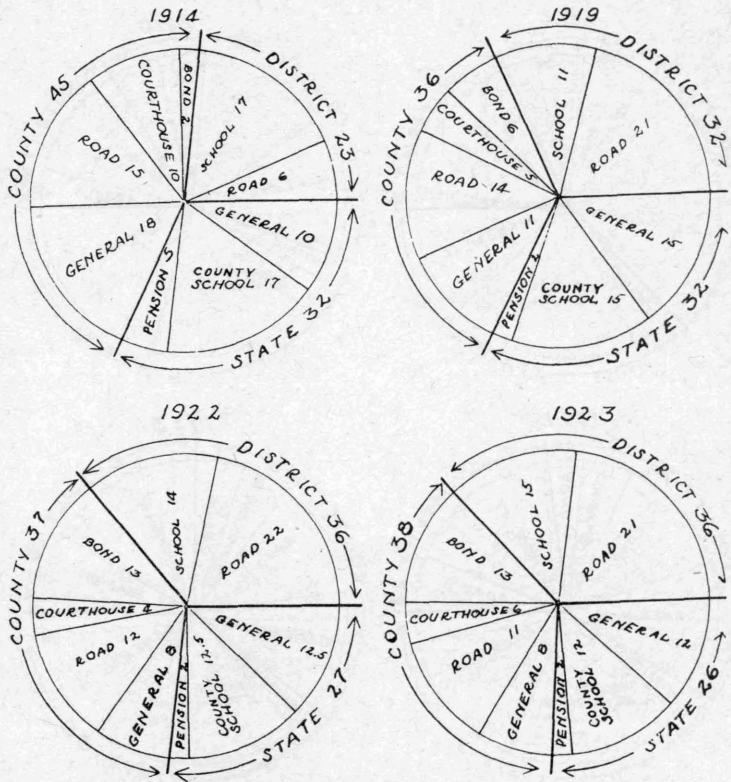 1914
COUNTY 45
DISTRICT 23
STATE 32
BOND 2
SCHOOL 17
ROAD 6
GENERAL 10
COUNTY
SCHOOL 17
PENSION 5
GENERAL 18
ROAD 15
COURTHOUSE 10
1919
COUNTY 36
DISTRICT 32
STATE 32
BOND 6
SCHOOL 11
ROAD 21
GENERAL 15
COUNTY
SCHOOL 15
PENSION 2
GENERAL 11
ROAD 14
COURTHOUSE 5
1922
COUNTY 37
DISTRICT 36
STATE 27
BOND 13
SCHOOL 14
ROAD 22
GENERAL 12.5
COUNTY
SCHOOL 12.5
PENSION 2
GENERAL 8
ROAD 12
COURTHOUSE 4
1923
COUNTY 38
DISTRICT 36
STATE 26
BOND 13
SCHOOL 15
ROAD 21
GENERAL 12
COUNTY
SCHOOL 12
PENSION 2
GENERAL 8
ROAD 11
COURTHOUSE 6